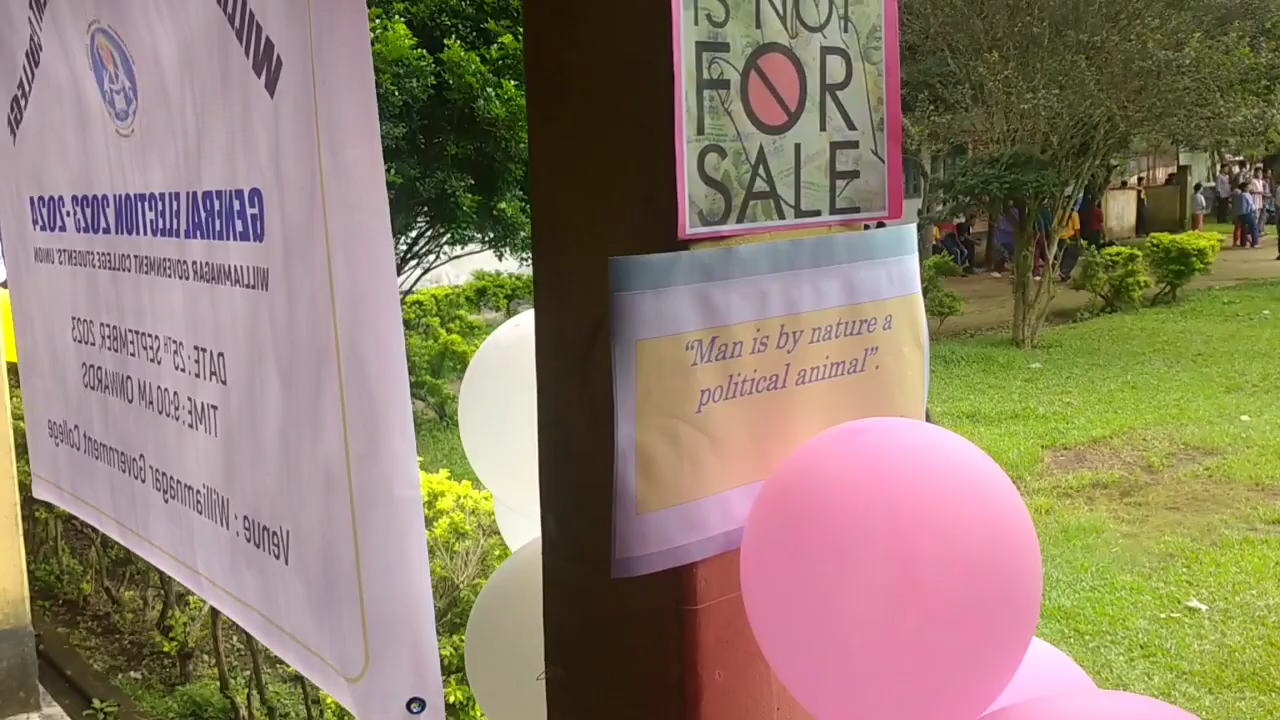 COLLEGE
GENERAL ELECTION 2023-2024
WILLIAMNAGAR GOVERNMENT COLLEGE STUDENTS' UNION
DATE : 25TH SEPTEMBER, 2023
TIME : 9:00 AM ONWARDS
Venue : Williamnagar Government College
IS NOT
FOR
SALE
"Man is by nature a
political animal".